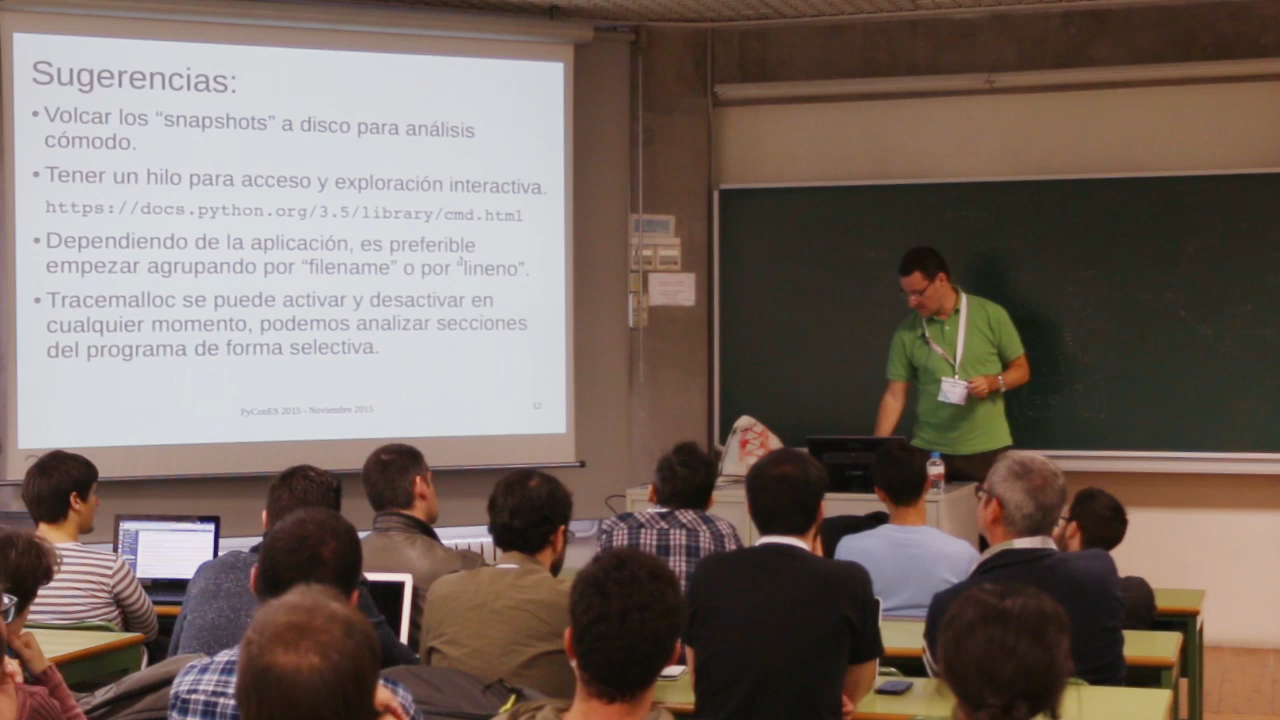 Sugerencias:
•Volcar los “snapshots” a disco para análisis
cómodo.
•Tener un hilo para acceso y exploración interactiva.
https://docs.python.org/3.5/library/cmd.html
•Dependiendo de la aplicación, es preferible
empezar agrupando por “filename” o por “lineno”.
•Tracemalloc se puede activar y desactivar en
cualquier momento, podemos analizar secciones
del programa de forma selectiva.
PyConES 2015 - Noviembre 2015
12